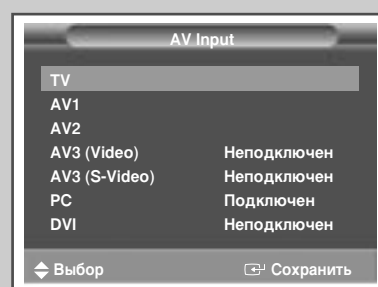 AV Input
TV
AV1
AV2
AV3 (Video) Неподключен
AV3 (S-Video) Неподключен
PC Подключен
DVI Неподключен
Выбор Сохранить